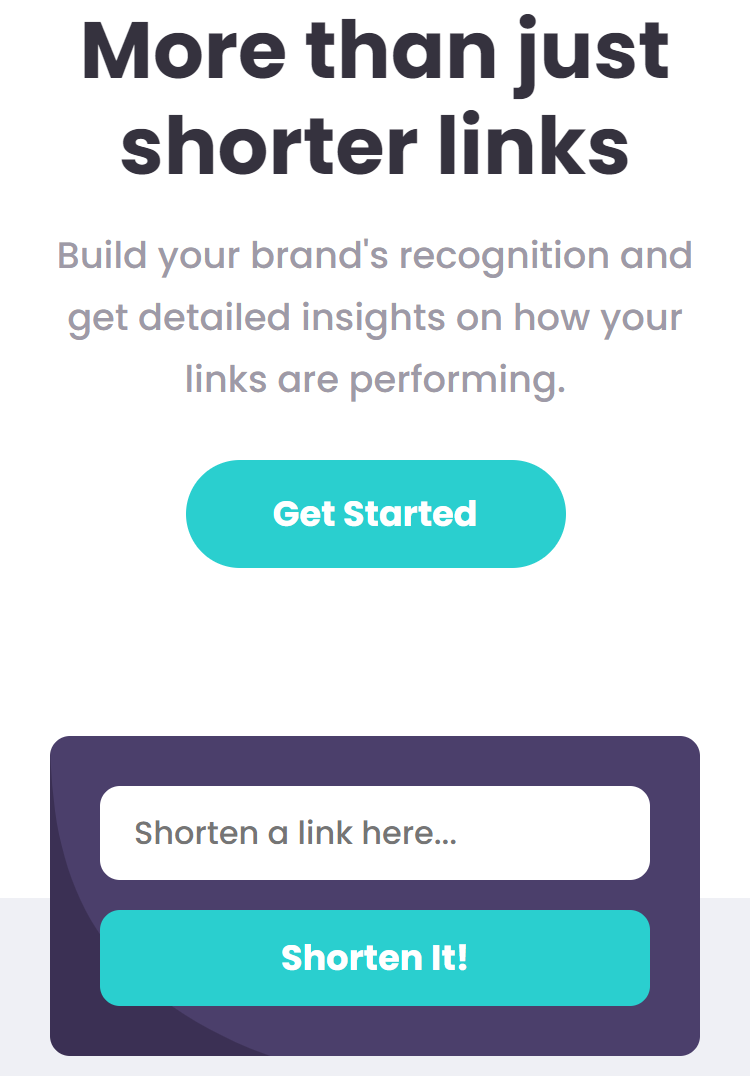 More than just
shorter links
Build your brand's recognition and
get detailed insights on how your
links are performing.
Get Started
Shorten a link here...
Shorten It!